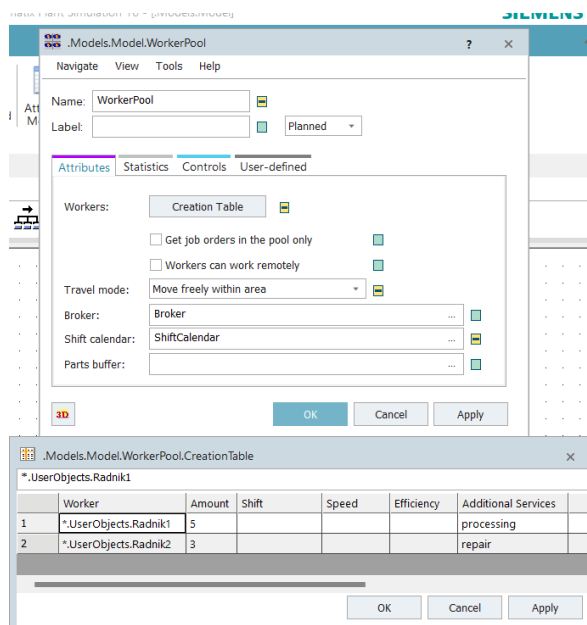 SIEMENS
.Models.Model.WorkerPool ? ×
Navigate View Tools Help
Name: WorkerPool
Label: Planned
Attributes Statistics Controls User-defined
Workers: Creation Table
Get job orders in the pool only
Workers can work remotely
Travel mode: Move freely within area
Broker: Broker ...
Shift calendar: ShiftCalendar ...
Parts buffer: ...
3D OK Cancel Apply
.Models.Model.WorkerPool.CreationTable ×
*.UserObjects.Radnik1
Worker Amount Shift Speed Efficiency Additional Services
1 *.UserObjects.Radnik1 5 processing
2 *.UserObjects.Radnik2 3 repair
OK Cancel Apply